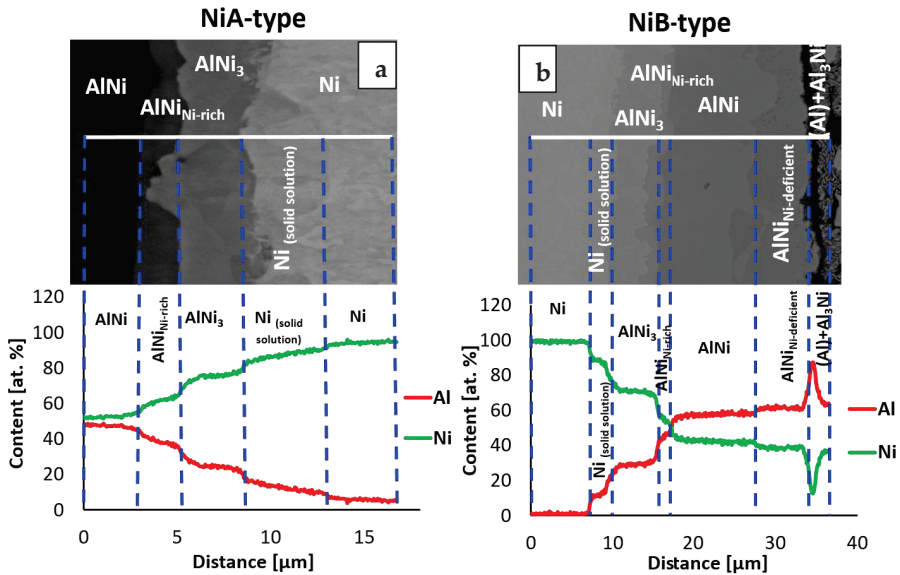 NiA-type
NiB-type
a
AlNi
AlNi3
AlNiNi-rich
Ni
Ni (solid solution)
b
Ni
AlNiNi-rich
AlNi3
AlNi
Ni (solid solution)
AlNiNi-deficient
(Al)+Al3Ni
120
100
80
60
40
20
0
Content [at. %]
AlNi
AlNiNi-rich
AlNi3
Ni (solid
solution)
Ni
Al
Ni
0
5
10
15
Distance [μm]
120
100
80
60
40
20
0
Content [at. %]
Ni
Ni (solid solution)
AlNi3
AlNiNi-rich
AlNi
AlNiNi-deficient
(Al)+Al3Ni
Al
Ni
0
10
20
30
40
Distance [μm]